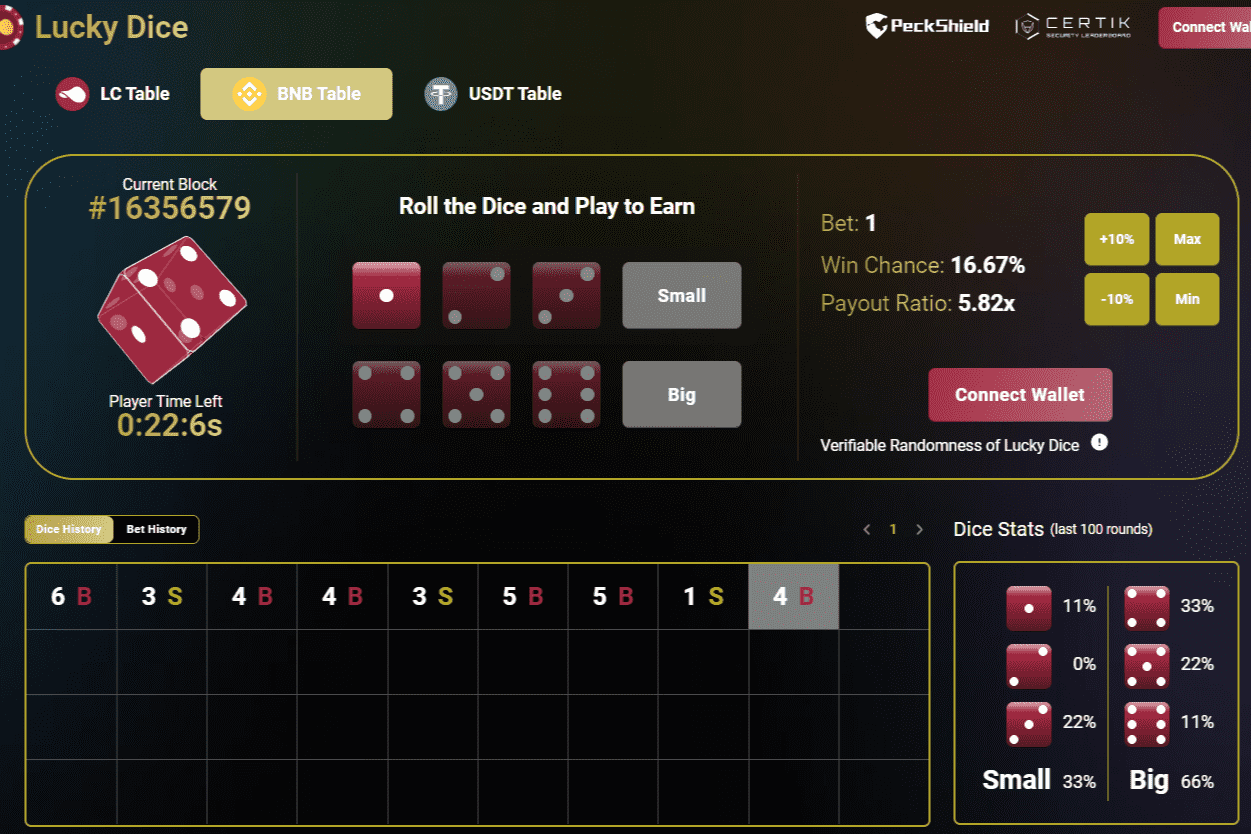 Lucky Dice
PeckShield
CERTIK
SECURITY LEADERBOARD
Connect Wal
LC Table
BNB Table
USDT Table
Current Block
#16356579
Player Time Left
0:22:6s
Roll the Dice and Play to Earn
Small
Big
Bet: 1
Win Chance: 16.67%
Payout Ratio: 5.82x
+10%
Max
-10%
Min
Connect Wallet
Verifiable Randomness of Lucky Dice !
Dice History
Bet History
< 1 >
Dice Stats (last 100 rounds)
6 B 3 S 4 B 4 B 3 S 5 B 5 B 1 S 4 B
11% 33%
0% 22%
22% 11%
Small 33% Big 66%